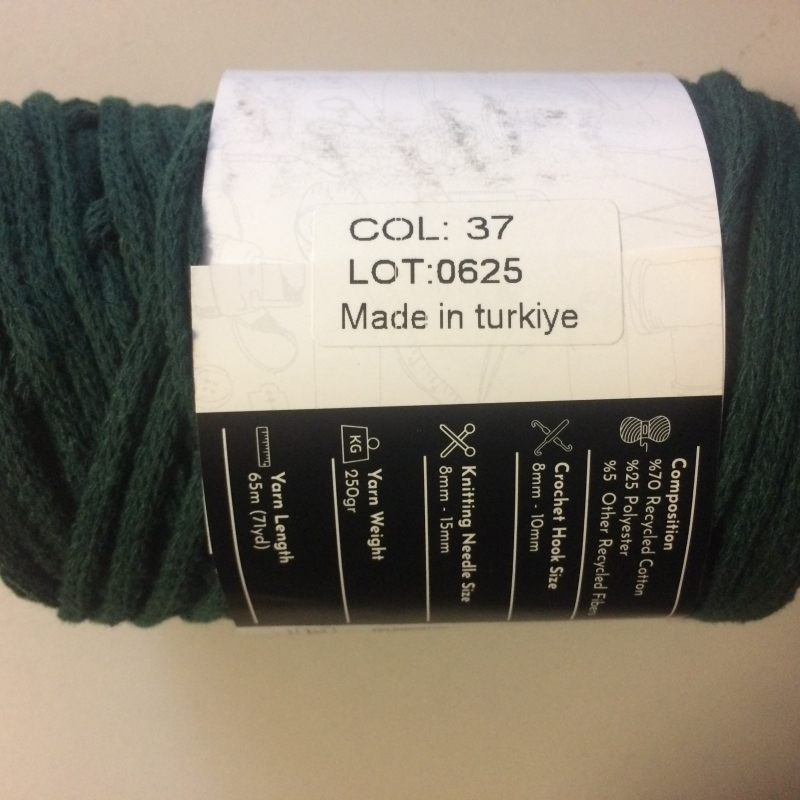 COL: 37
LOT:0625
Made in turkiye
KG
Composition
%70 Recycled Cotton
%25 Polyester
%5 Other Recycled Fibers
Crochet Hook Size
8mm - 10mm
Knitting Needle Size
8mm - 15mm
Yarn Weight
250gr
Yarn Length
65m (71yd)